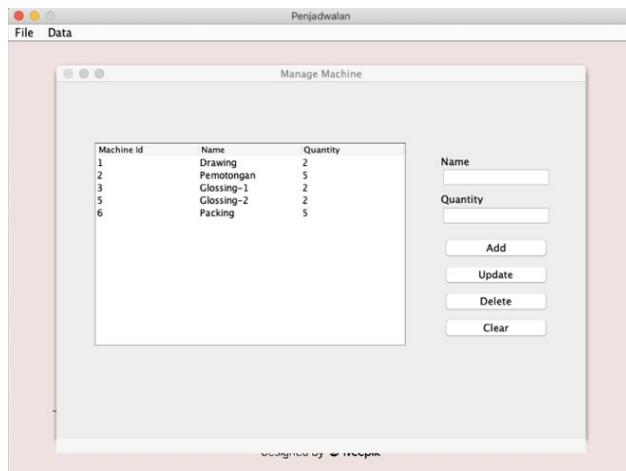 Penjadwalan
File Data
Manage Machine
Machine Id Name Quantity
1 Drawing 2
2 Pemotongan 5
3 Glossing-1 2
5 Glossing-2 2
6 Packing 5
Name
Quantity
Add
Update
Delete
Clear
designed by freepik